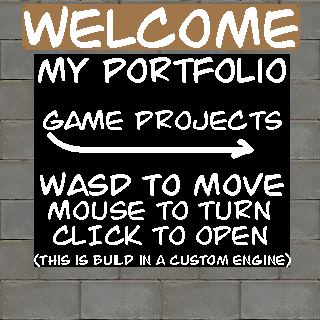 WELCOME
MY PORTFOLIO
GAME PROJECTS
WASD TO MOVE
MOUSE TO TURN
CLICK TO OPEN
(THIS IS BUILD IN A CUSTOM ENGINE)